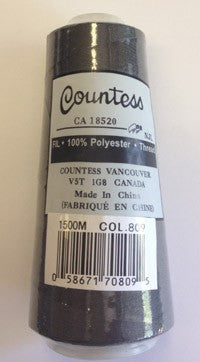 Countess
CA 18520
N.R.
FIL • 100% Polyester • Thread
COUNTESS VANCOUVER
V5T 1G8 CANADA
Made In China
(FABRIQUÉ EN CHINE)
1500M COL.809
0 58671 70809 5